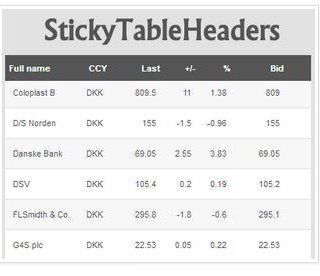 StickyTableHeaders
Full name CCY Last +/- % Bid
Coloplast B DKK 809.5 11 1.38 809
D/S Norden DKK 155 -1.5 -0.96 155
Danske Bank DKK 69.05 2.55 3.83 69.05
DSV DKK 105.4 0.2 0.19 105.2
FLSmidth & Co. DKK 295.8 -1.8 -0.6 295.1
G4S plc DKK 22.53 0.05 0.22 22.53